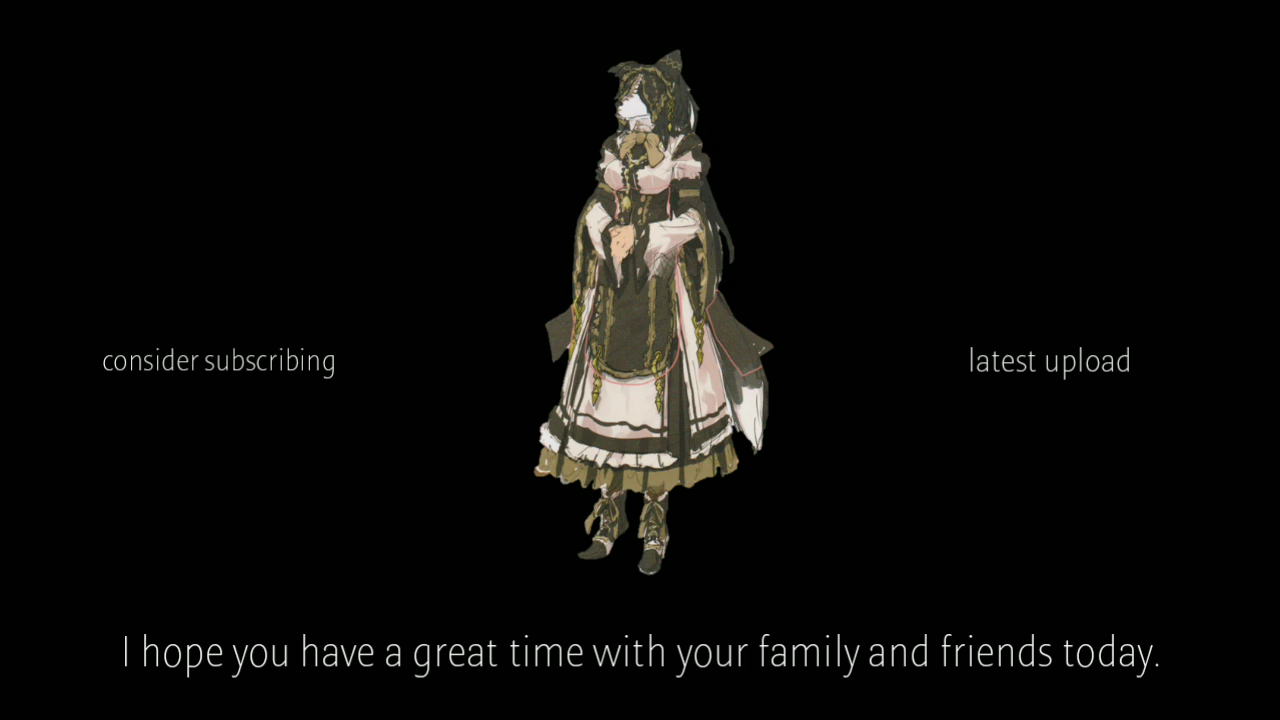 consider subscribing
latest upload
I hope you have a great time with your family and friends today.